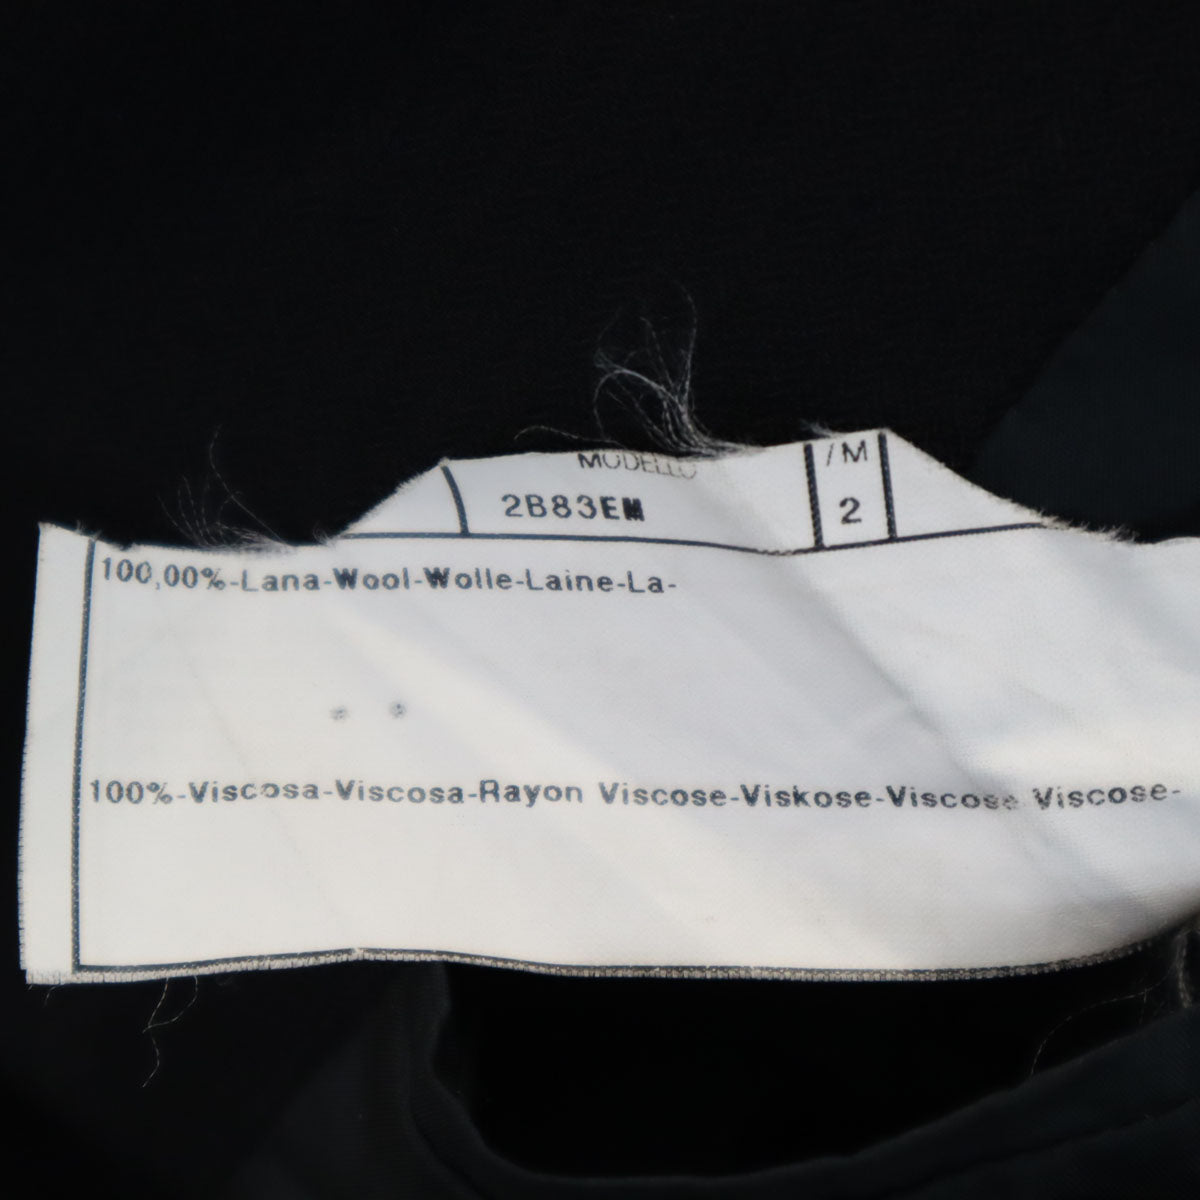 MODELLO /M
2B83EM 2
100,00%-Lana-Wool-Wolle-Laine-La-
* *
100%-Viscosa-Viscosa-Rayon Viscose-Viskose-Viscose Viscose-